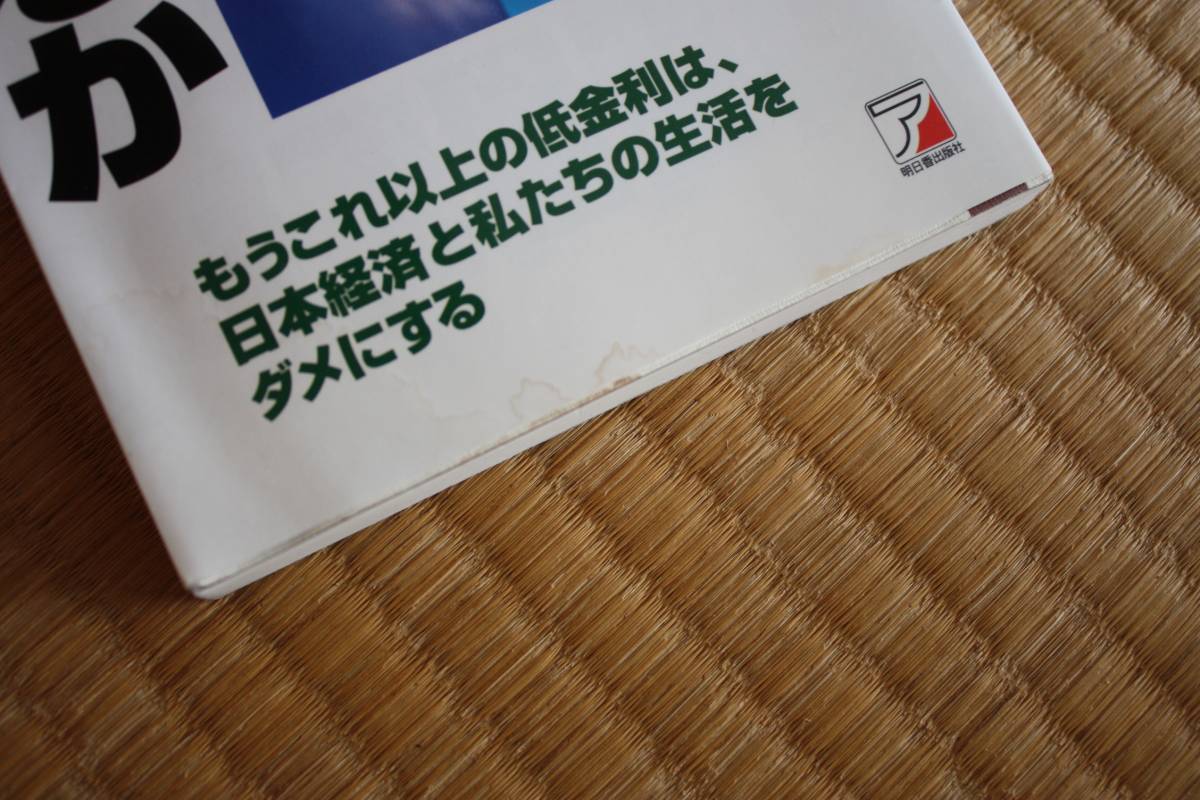 か
もうこれ以上の低金利は、
日本経済と私たちの生活を
ダメにする
ア
明日香出版社